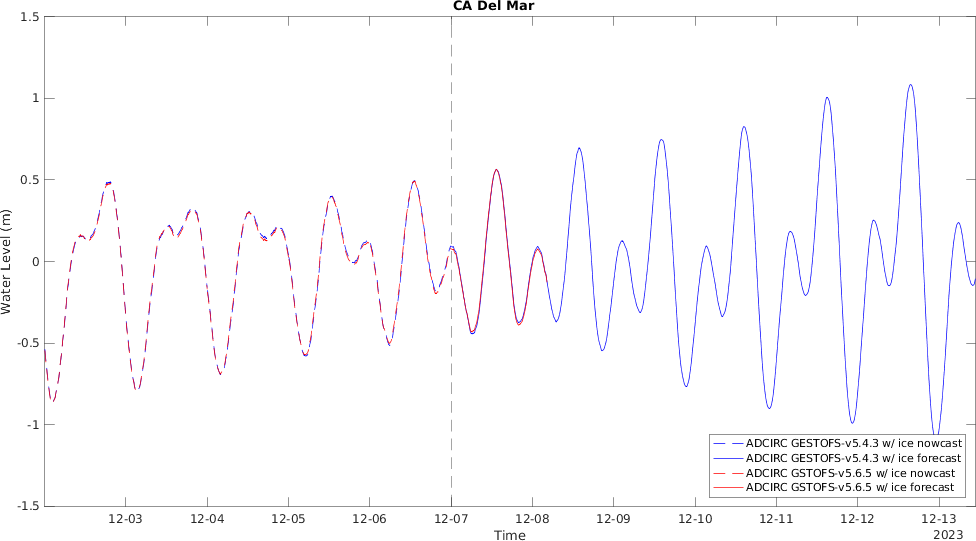 CA Del Mar
1.5
1
0.5
0
-0.5
-1
-1.5
Water Level (m)
12-03 12-04 12-05 12-06 12-07 12-08 12-09 12-10 12-11 12-12 12-13
Time
2023
ADCIRC GESTOFS-v5.4.3 w/ ice nowcast
ADCIRC GESTOFS-v5.4.3 w/ ice forecast
ADCIRC GSTOFS-v5.6.5 w/ ice nowcast
ADCIRC GSTOFS-v5.6.5 w/ ice forecast